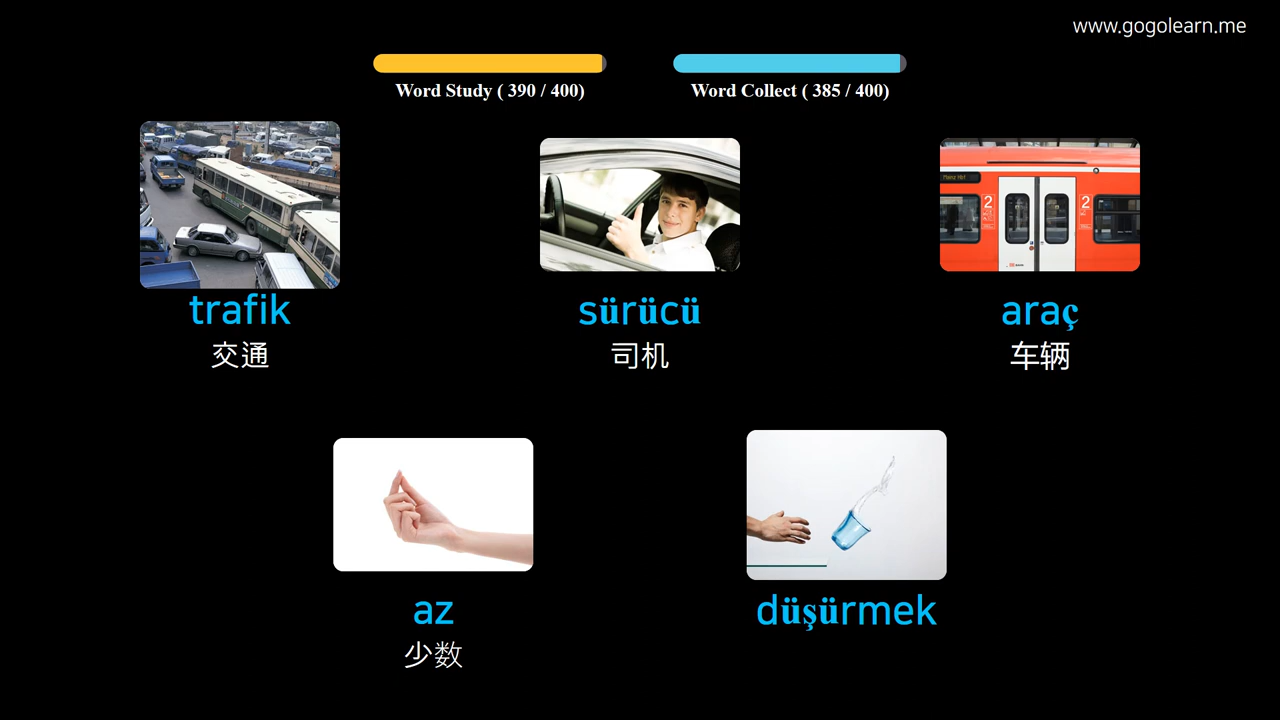 www.gogolearn.me
Word Study ( 390 / 400)
Word Collect ( 385 / 400)
trafik
交通
sürücü
司机
araç
车辆
az
少数
düşürmek